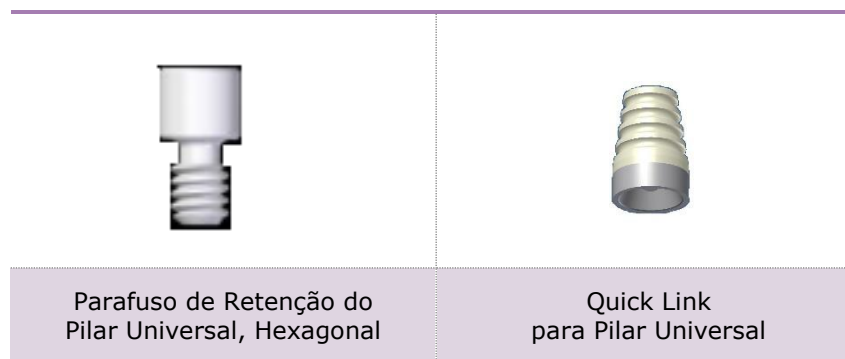 Parafuso de Retenção do
Pilar Universal, Hexagonal
Quick Link
para Pilar Universal